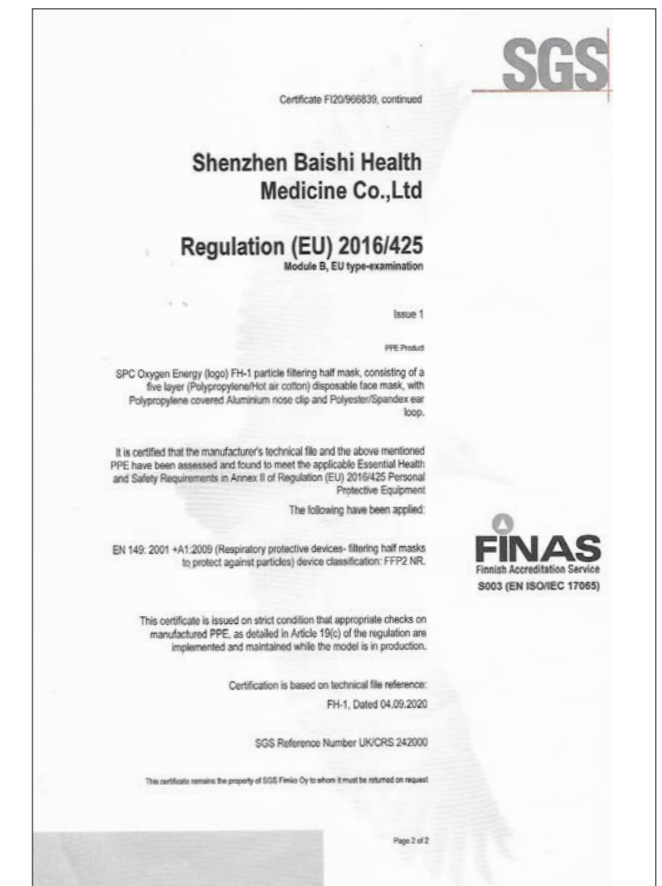 SGS
Certificate FI20/966839, continued
Shenzhen Baishi Health
Medicine Co.,Ltd
Regulation (EU) 2016/425
Module B, EU type-examination
Issue 1
PPE Product
SPC Oxygen Energy (logo) FH-1 particle filtering half mask, consisting of a
five layer (Polypropylene/Hot air cotton) disposable face mask, with
Polypropylene covered Aluminium nose clip and Polyester/Spandex ear
loop.
It is certified that the manufacturer's technical file and the above mentioned
PPE have been assessed and found to meet the applicable Essential Health
and Safety Requirements in Annex II of Regulation (EU) 2016/425 Personal
Protective Equipment
The following have been applied:
EN 149: 2001 +A1:2009 (Respiratory protective devices- filtering half masks
to protect against particles) device classification: FFP2 NR.
FINAS
Finnish Accreditation Service
S003 (EN ISO/IEC 17065)
This certificate is issued on strict condition that appropriate checks on
manufactured PPE, as detailed in Article 19(c) of the regulation are
implemented and maintained while the model is in production.
Certification is based on technical file reference:
FH-1, Dated 04.09.2020
SGS Reference Number UK/CRS 242000
This certificate remains the property of SGS Fimko Oy to whom it must be returned on request
Page 2 of 2